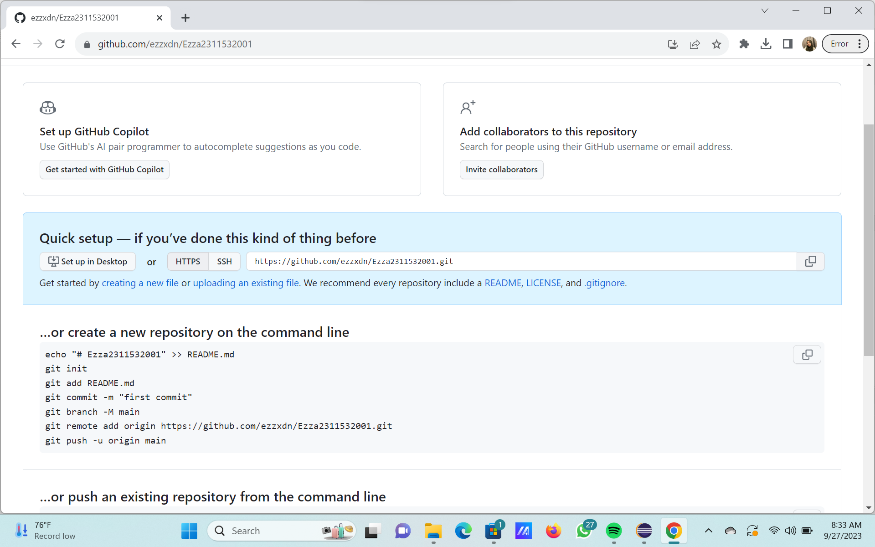 ezzxdn/Ezza2311532001
github.com/ezzxdn/Ezza2311532001
Error
Set up GitHub Copilot
Use GitHub's AI pair programmer to autocomplete suggestions as you code.
Get started with GitHub Copilot
Add collaborators to this repository
Search for people using their GitHub username or email address.
Invite collaborators
Quick setup — if you've done this kind of thing before
Set up in Desktop or HTTPS SSH https://github.com/ezzxdn/Ezza2311532001.git
Get started by creating a new file or uploading an existing file. We recommend every repository include a README, LICENSE, and .gitignore.
…or create a new repository on the command line
echo "# Ezza2311532001" >> README.md
git init
git add README.md
git commit -m "first commit"
git branch -M main
git remote add origin https://github.com/ezzxdn/Ezza2311532001.git
git push -u origin main
…or push an existing repository from the command line
76°F
Record low
Search
1
27
8:33 AM
9/27/2023